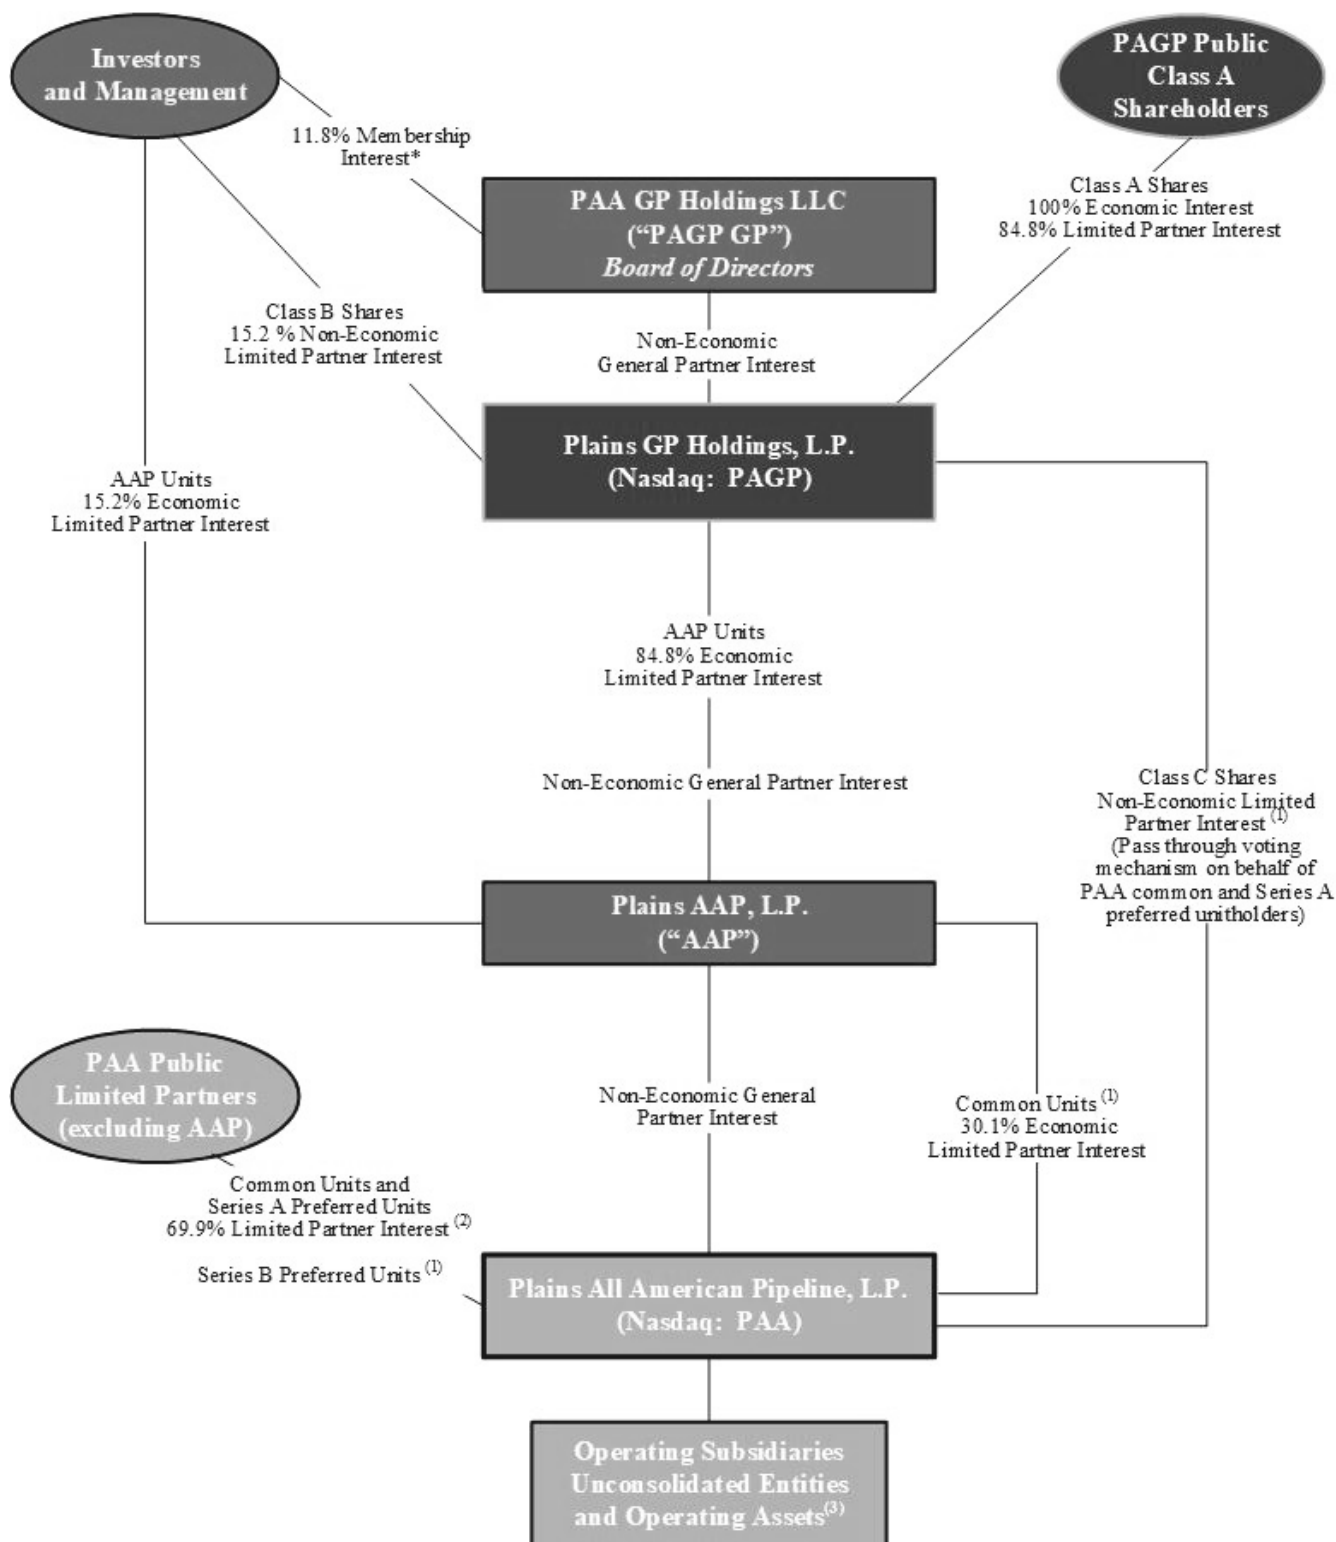 Investors
and Management
PAGP Public
Class A
Shareholders
11.8% Membership
Interest*
PAA GP Holdings LLC
(“PAGP GP”)
Board of Directors
Class A Shares
100% Economic Interest
84.8% Limited Partner Interest
Class B Shares
15.2 % Non-Economic
Limited Partner Interest
Non-Economic
General Partner Interest
Plains GP Holdings, L.P.
(Nasdaq: PAGP)
AAP Units
15.2% Economic
Limited Partner Interest
AAP Units
84.8% Economic
Limited Partner Interest
Non-Economic General Partner Interest
Class C Shares
Non-Economic Limited
Partner Interest (1)
(Pass through voting
mechanism on behalf of
PAA common and Series A
preferred unitholders)
Plains AAP, L.P.
(“AAP”)
PAA Public
Limited Partners
(excluding AAP)
Non-Economic General
Partner Interest
Common Units (1)
30.1% Economic
Limited Partner Interest
Common Units and
Series A Preferred Units
69.9% Limited Partner Interest (2)
Series B Preferred Units (1)
Plains All American Pipeline, L.P.
(Nasdaq: PAA)
Operating Subsidiaries
Unconsolidated Entities
and Operating Assets(3)